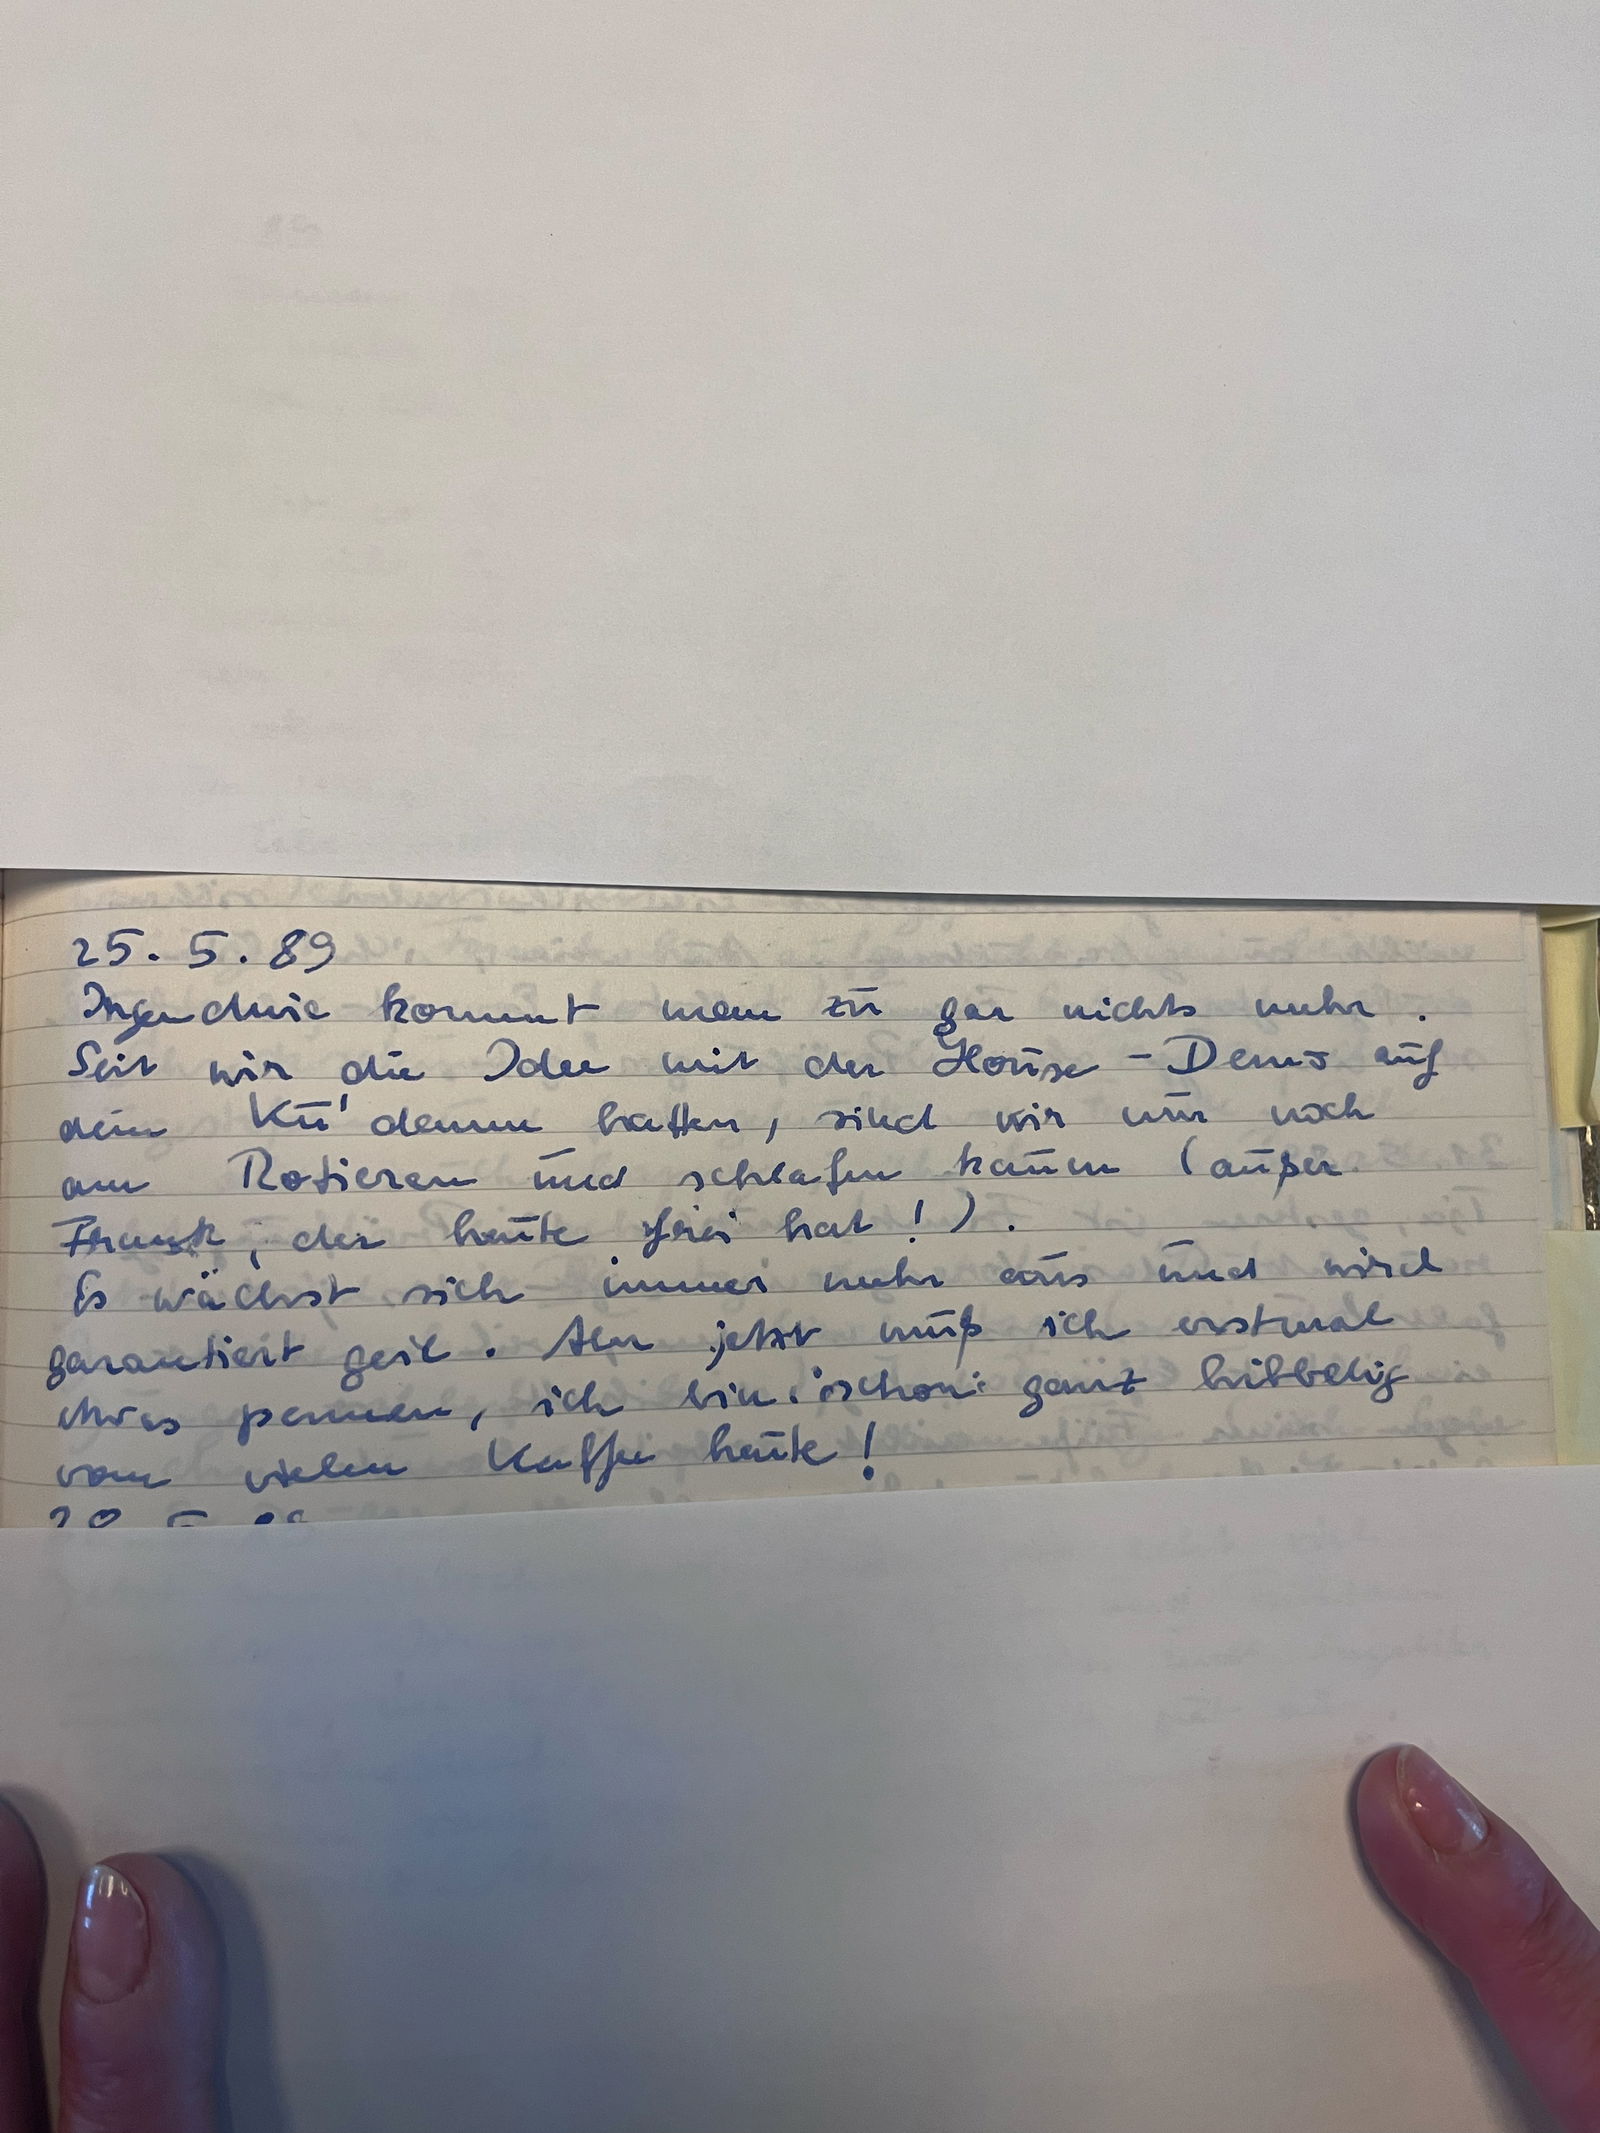 25.5.89
Irgendwie kommt man zu gar nichts mehr.
Seit wir die Idee mit der House-Demo auf
dem Ku'damm hatten, sind wir nur noch
am Rotieren und schlafen kaum (außer
Frank, der heute frei hat!).
Es wächst sich immer mehr aus und wird
garantiert geil. Aber jetzt muß ich erstmal
etwas pennen, ich bin schon ganz hibbelig
vom vielen Kaffee heute!